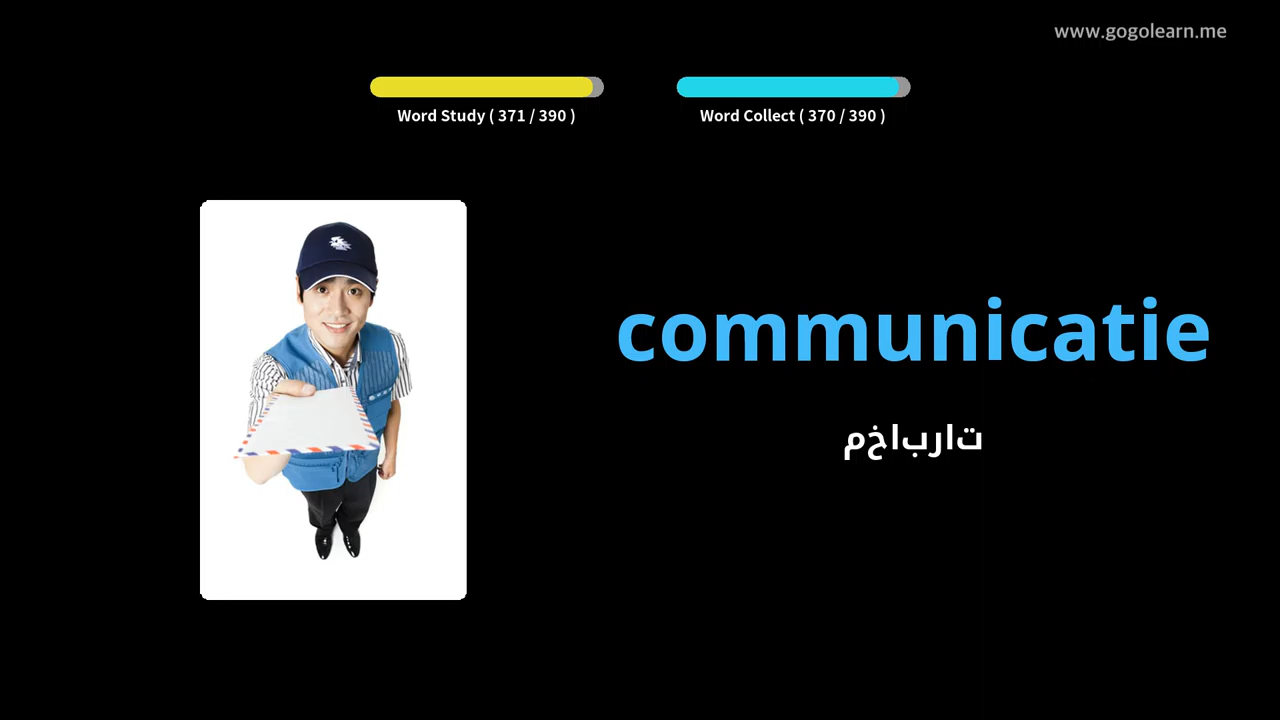 www.gogolearn.me
Word Study ( 371 / 390 )
Word Collect ( 370 / 390 )
communicatie
تارباخم